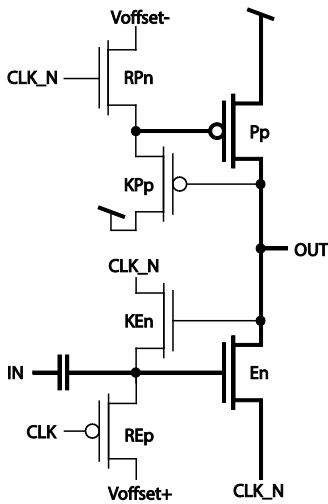 Voffset-
CLK_N
RPn
Pp
KPp
OUT
CLK_N
KEn
IN
En
CLK
REp
Voffset+
CLK_N